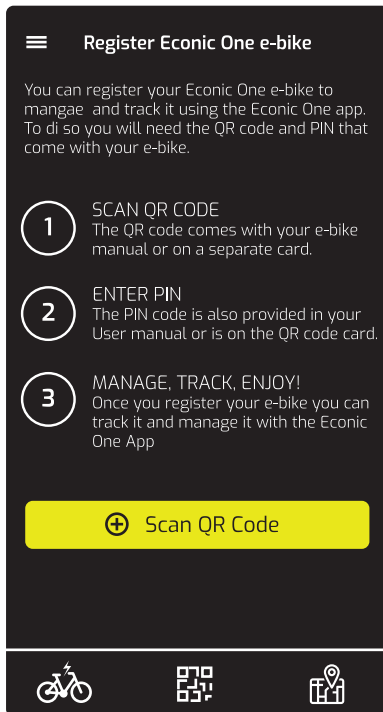 Register Econic One e-bike
You can register your Econic One e-bike to
mangae and track it using the Econic One app.
To di so you will need the QR code and PIN that
come with your e-bike.
1
SCAN QR CODE
The QR code comes with your e-bike
manual or on a separate card.
2
ENTER PIN
The PIN code is also provided in your
User manual or is on the QR code card.
3
MANAGE, TRACK, ENJOY!
Once you register your e-bike you can
track it and manage it with the Econic
One App
Scan QR Code